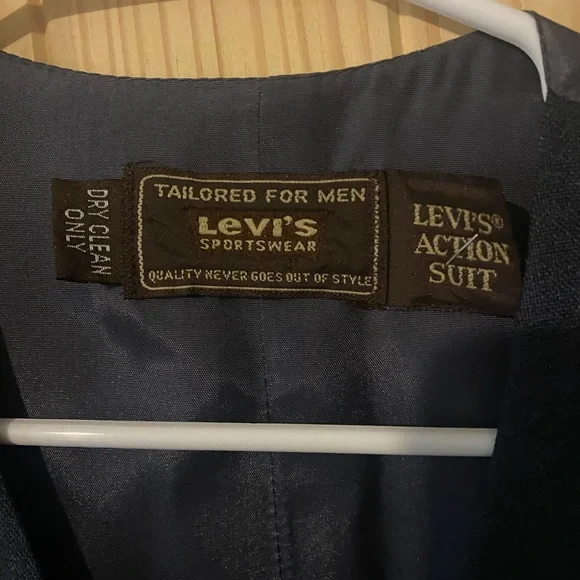 DRY CLEAN
ONLY
TAILORED FOR MEN
LeVI'S
SPORTSWEAR
QUALITY NEVER GOES OUT OF STYLE
LEVI'S®
ACTION
SUIT